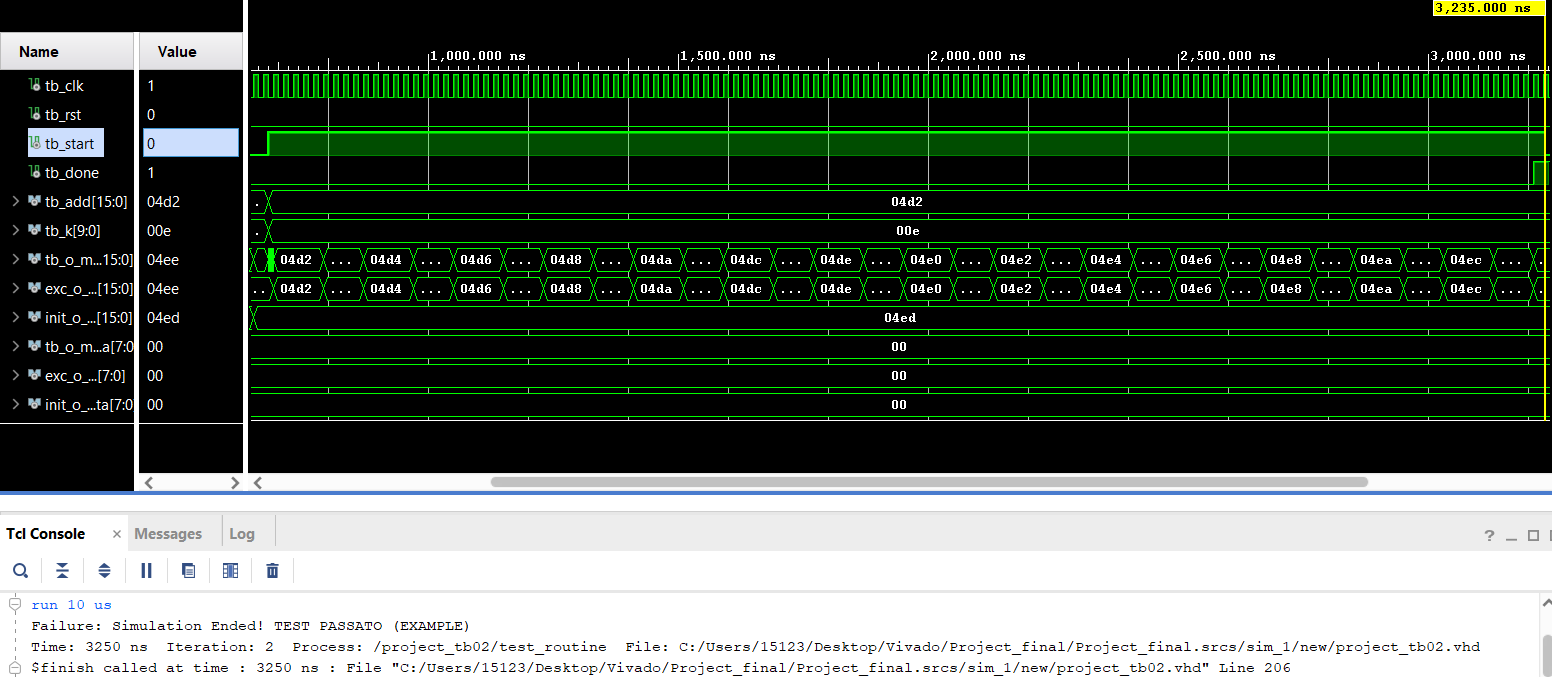 3,235.000 ns
Name Value
1,000.000 ns 1,500.000 ns 2,000.000 ns 2,500.000 ns 3,000.000 ns
tb_clk 1
tb_rst 0
tb_start 0
tb_done 1
tb_add[15:0] 04d2 . 04d2
tb_k[9:0] 00e . 00e
tb_o_m...15:0] 04ee 04d2 ... 04d4 ... 04d6 ... 04d8 ... 04da ... 04dc ... 04de ... 04e0 ... 04e2 ... 04e4 ... 04e6 ... 04e8 ... 04ea ... 04ec ... .
exc_o_...[15:0] 04ee .. 04d2 ... 04d4 ... 04d6 ... 04d8 ... 04da ... 04dc ... 04de ... 04e0 ... 04e2 ... 04e4 ... 04e6 ... 04e8 ... 04ea ... 04ec ... .
init_o_...[15:0] 04ed 04ed
tb_o_m...a[7:0 00 00
exc_o_...[7:0] 00 00
init_o_...ta[7:0 00 00
Tcl Console × Messages Log ?
run 10 us
Failure: Simulation Ended! TEST PASSATO (EXAMPLE)
Time: 3250 ns Iteration: 2 Process: /project_tb02/test_routine File: C:/Users/15123/Desktop/Vivado/Project_final/Project_final.srcs/sim_1/new/project_tb02.vhd
$finish called at time : 3250 ns : File "C:/Users/15123/Desktop/Vivado/Project_final/Project_final.srcs/sim_1/new/project_tb02.vhd" Line 206